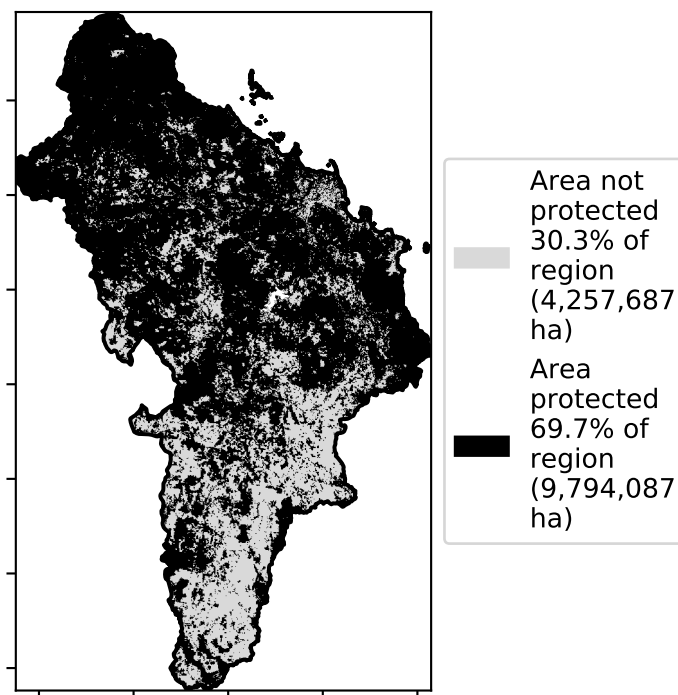 Area not
protected
30.3% of
region
(4,257,687
ha)
Area
protected
69.7% of
region
(9,794,087
ha)